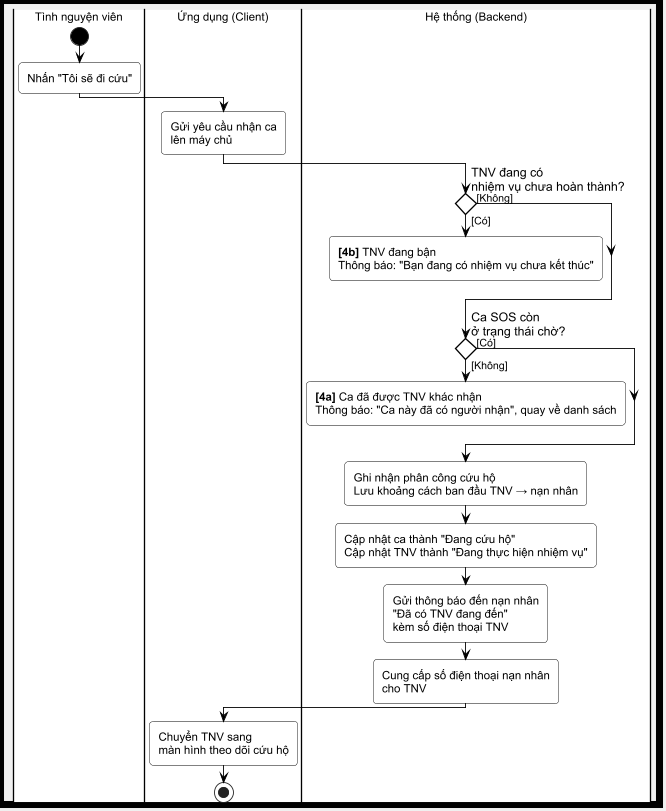 Tình nguyện viên
Ứng dụng (Client)
Hệ thống (Backend)
Nhấn "Tôi sẽ đi cứu"
Gửi yêu cầu nhận ca
lên máy chủ
TNV đang có
nhiệm vụ chưa hoàn thành?
[Không]
[Có]
[4b] TNV đang bận
Thông báo: "Bạn đang có nhiệm vụ chưa kết thúc"
Ca SOS còn
ở trạng thái chờ?
[Có]
[Không]
[4a] Ca đã được TNV khác nhận
Thông báo: "Ca này đã có người nhận", quay về danh sách
Ghi nhận phân công cứu hộ
Lưu khoảng cách ban đầu TNV → nạn nhân
Cập nhật ca thành "Đang cứu hộ"
Cập nhật TNV thành "Đang thực hiện nhiệm vụ"
Gửi thông báo đến nạn nhân
"Đã có TNV đang đến"
kèm số điện thoại TNV
Cung cấp số điện thoại nạn nhân
cho TNV
Chuyển TNV sang
màn hình theo dõi cứu hộ